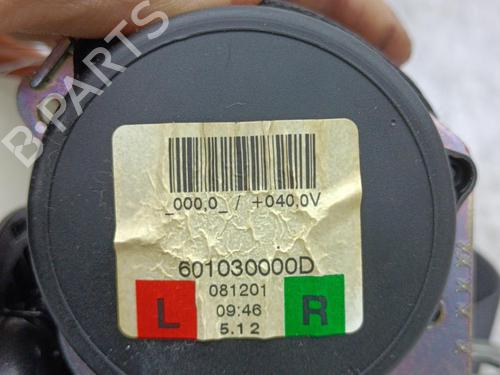 B-PARTS
_000,0_ / +040,0V
601030000D
081201
09:46
5.12
L R